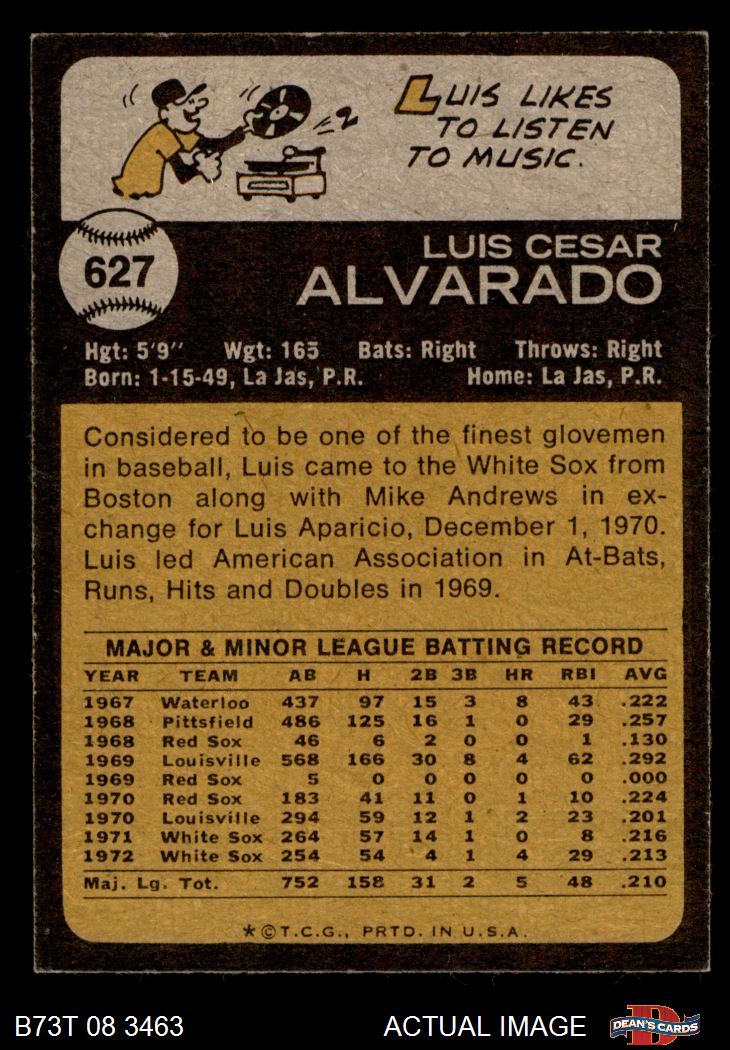 LUIS LIKES
TO LISTEN
TO MUSIC.
627
LUIS CESAR
ALVARADO
Hgt: 5'9" Wgt: 165 Bats: Right Throws: Right
Born: 1-15-49, La Jas, P.R. Home: La Jas, P.R.
Considered to be one of the finest glovemen
in baseball, Luis came to the White Sox from
Boston along with Mike Andrews in ex-
change for Luis Aparicio, December 1, 1970.
Luis led American Association in At-Bats,
Runs, Hits and Doubles in 1969.
MAJOR & MINOR LEAGUE BATTING RECORD
YEAR TEAM AB H 2B 3B HR RBI AVG
1967 Waterloo 437 97 15 3 8 43 .222
1968 Pittsfield 486 125 16 1 0 29 .257
1968 Red Sox 46 6 2 0 0 1 .130
1969 Louisville 568 166 30 8 4 62 .292
1969 Red Sox 5 0 0 0 0 0 .000
1970 Red Sox 183 41 11 0 1 10 .224
1970 Louisville 294 59 12 1 2 23 .201
1971 White Sox 264 57 14 1 0 8 .216
1972 White Sox 254 54 4 1 4 29 .213
Maj. Lg. Tot. 752 158 31 2 5 48 .210
*©T.C.G., PRTD. IN U.S.A.
B73T 08 3463 ACTUAL IMAGE DEAN'S CARDS